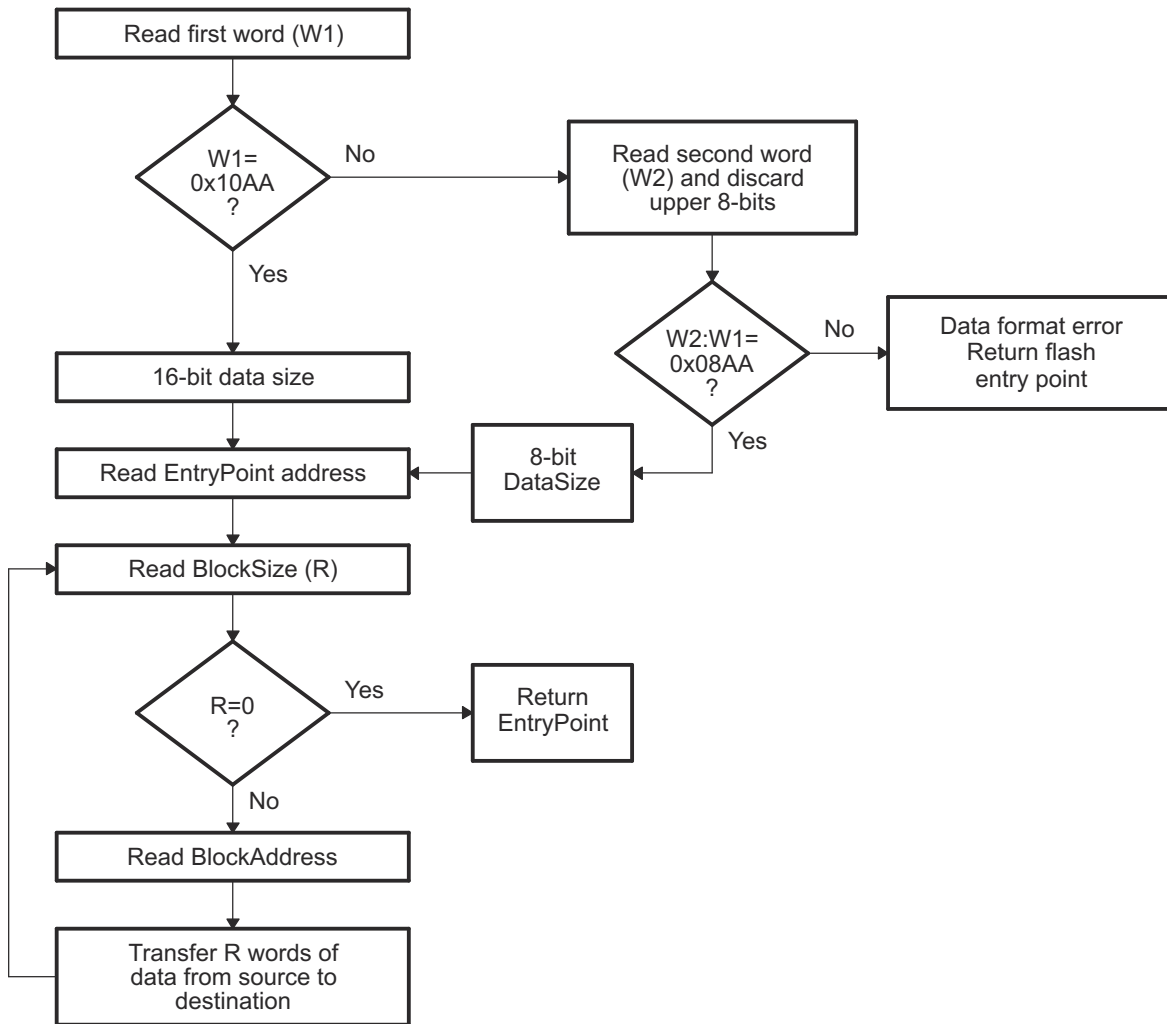 Read first word (W1)
W1=
0x10AA
?
No
Yes
Read second word
(W2) and discard
upper 8-bits
W2:W1=
0x08AA
?
No
Yes
Data format error
Return flash
entry point
16-bit data size
8-bit
DataSize
Read EntryPoint address
Read BlockSize (R)
R=0
?
Yes
No
Return
EntryPoint
Read BlockAddress
Transfer R words of
data from source to
destination